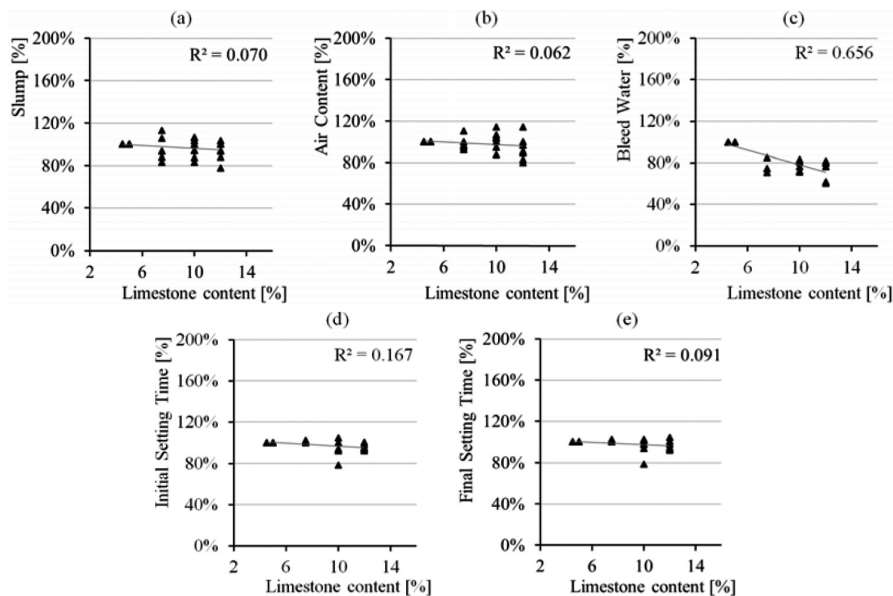 (a)
200%
160%
120%
80%
40%
0%
2
6
10
14
Slump [%]
Limestone content [%]
R² = 0.070
(b)
200%
160%
120%
80%
40%
0%
2
6
10
14
Air Content [%]
Limestone content [%]
R² = 0.062
(c)
200%
160%
120%
80%
40%
0%
2
6
10
14
Bleed Water [%]
Limestone content [%]
R² = 0.656
(d)
200%
160%
120%
80%
40%
0%
2
6
10
14
Initial Setting Time [%]
Limestone content [%]
R² = 0.167
(e)
200%
160%
120%
80%
40%
0%
2
6
10
14
Final Setting Time [%]
Limestone content [%]
R² = 0.091